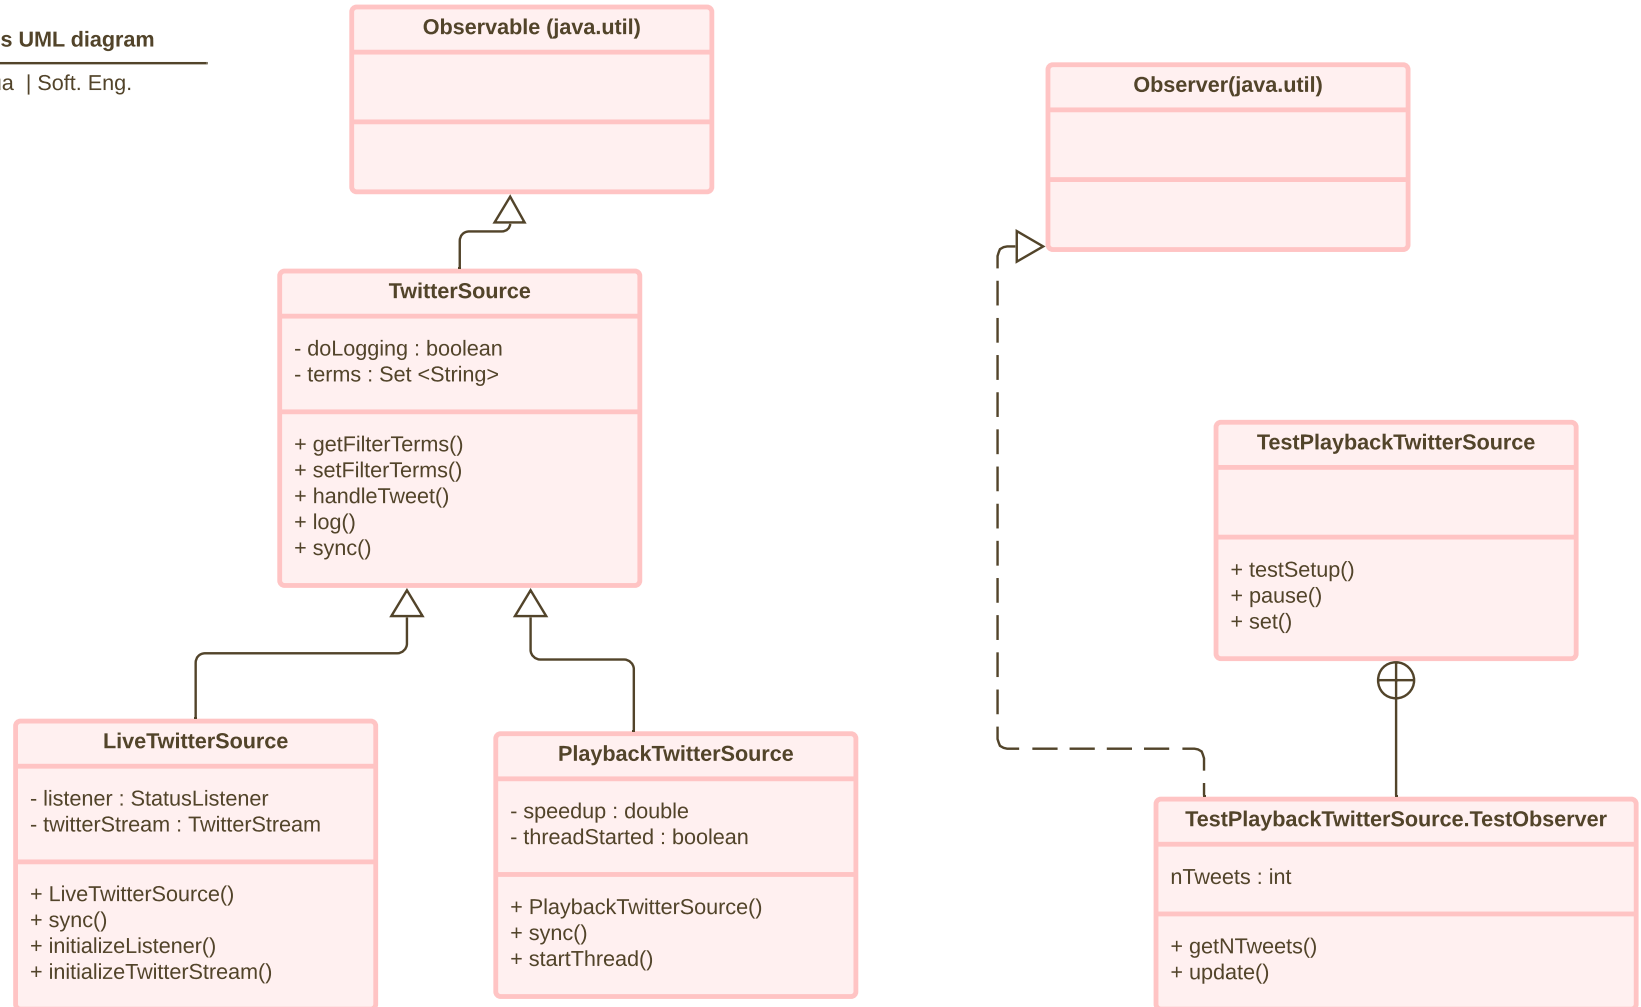 s UML diagram
a | Soft. Eng.
Observable (java.util)
Observer(java.util)
TwitterSource
- doLogging : boolean
- terms : Set <String>
+ getFilterTerms()
+ setFilterTerms()
+ handleTweet()
+ log()
+ sync()
TestPlaybackTwitterSource
+ testSetup()
+ pause()
+ set()
LiveTwitterSource
- listener : StatusListener
- twitterStream : TwitterStream
+ LiveTwitterSource()
+ sync()
+ initializeListener()
+ initializeTwitterStream()
PlaybackTwitterSource
- speedup : double
- threadStarted : boolean
+ PlaybackTwitterSource()
+ sync()
+ startThread()
TestPlaybackTwitterSource.TestObserver
nTweets : int
+ getNTweets()
+ update()